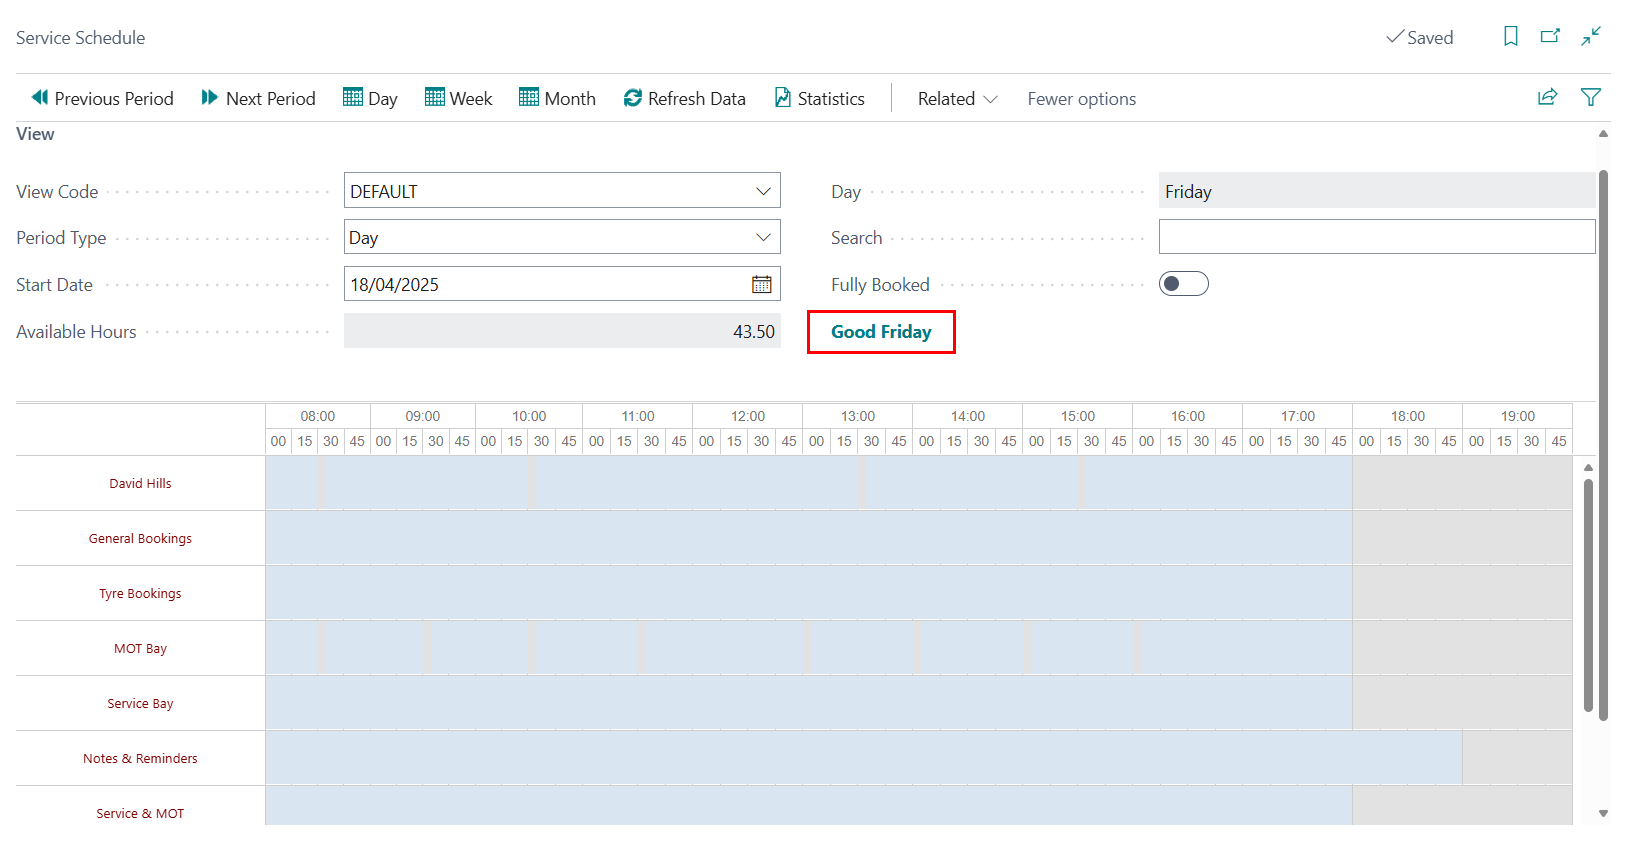 Service Schedule
Saved
Previous Period Next Period Day Week Month Refresh Data Statistics Related Fewer options
View
View Code DEFAULT Day Friday
Period Type Day Search
Start Date 18/04/2025 Fully Booked
Available Hours 43.50 Good Friday
08:00 09:00 10:00 11:00 12:00 13:00 14:00 15:00 16:00 17:00 18:00 19:00
00 15 30 45 00 15 30 45 00 15 30 45 00 15 30 45 00 15 30 45 00 15 30 45 00 15 30 45 00 15 30 45 00 15 30 45 00 15 30 45 00 15 30 45 00 15 30 45
David Hills
General Bookings
Tyre Bookings
MOT Bay
Service Bay
Notes & Reminders
Service & MOT